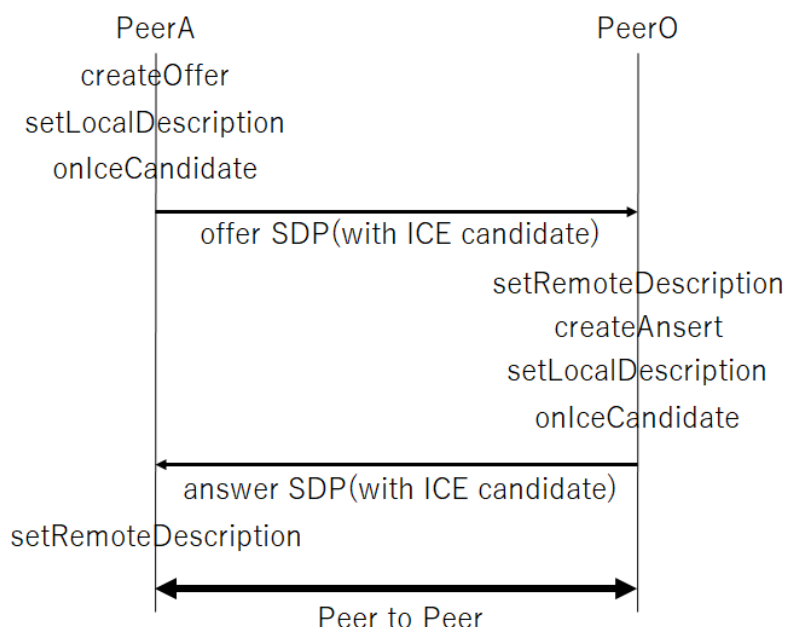 PeerA
PeerO
createOffer
setLocalDescription
onIceCandidate
offer SDP(with ICE candidate)
setRemoteDescription
createAnsert
setLocalDescription
onIceCandidate
answer SDP(with ICE candidate)
setRemoteDescription
Peer to Peer